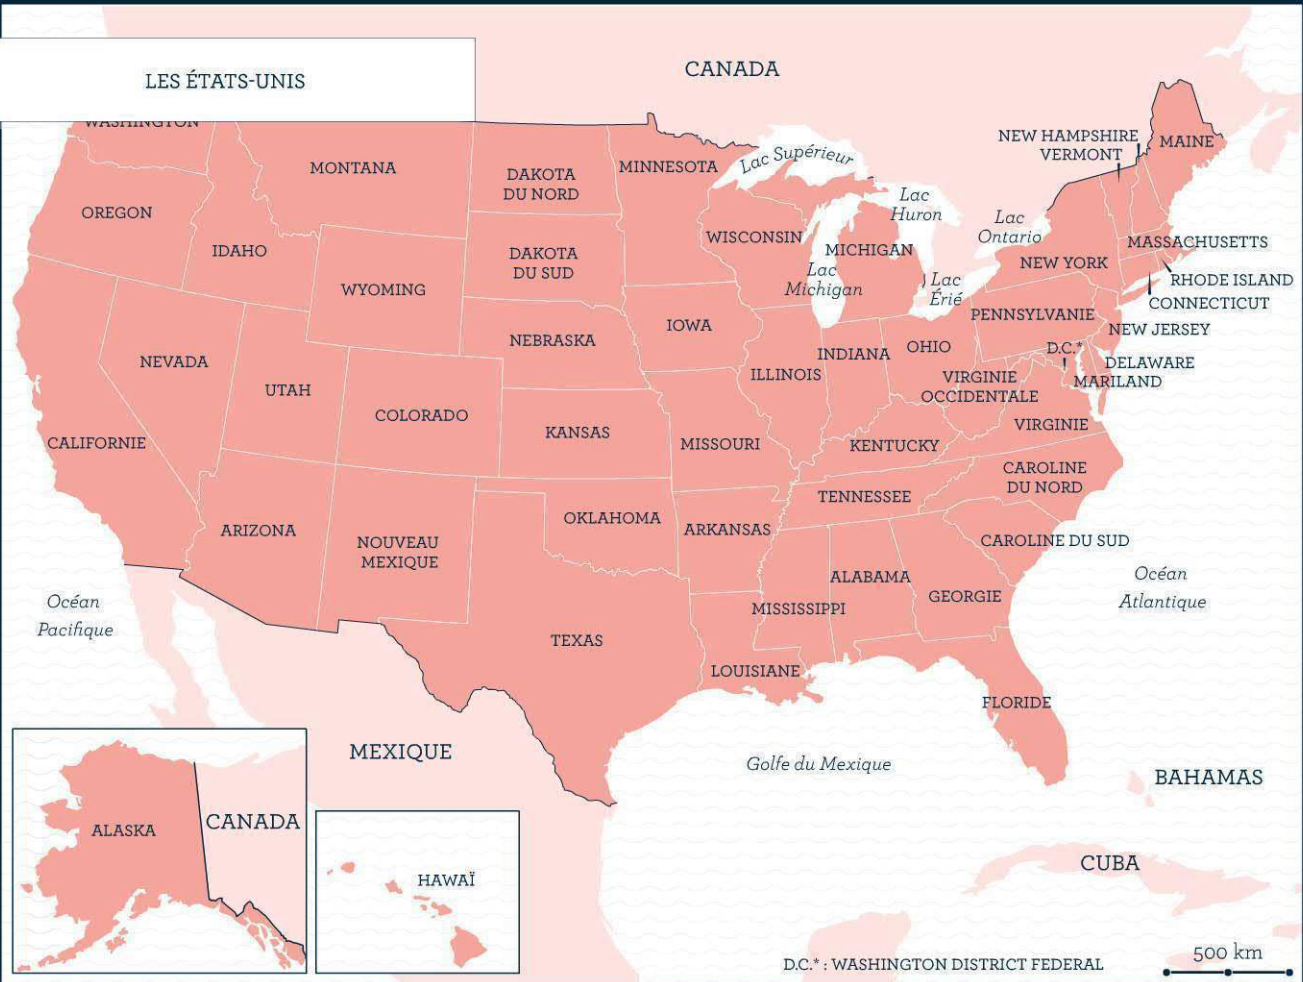 LES ÉTATS-UNIS
CANADA
WASHINGTON
MONTANA
DAKOTA
DU NORD
MINNESOTA
Lac Supérieur
NEW HAMPSHIRE
VERMONT
MAINE
OREGON
IDAHO
WYOMING
DAKOTA
DU SUD
WISCONSIN
MICHIGAN
Lac
Huron
Lac
Ontario
Lac
Michigan
Lac
Érié
NEW YORK
MASSACHUSETTS
RHODE ISLAND
CONNECTICUT
PENNSYLVANIE
NEW JERSEY
NEVADA
UTAH
COLORADO
NEBRASKA
IOWA
ILLINOIS
INDIANA
OHIO
D.C.*
DELAWARE
MARILAND
VIRGINIE
OCCIDENTALE
VIRGINIE
CALIFORNIE
KANSAS
MISSOURI
KENTUCKY
CAROLINE
DU NORD
TENNESSEE
ARIZONA
NOUVEAU
MEXIQUE
OKLAHOMA
ARKANSAS
CAROLINE DU SUD
ALABAMA
GEORGIE
MISSISSIPPI
Océan
Pacifique
Océan
Atlantique
TEXAS
LOUISIANE
FLORIDE
MEXIQUE
Golfe du Mexique
BAHAMAS
ALASKA
CANADA
HAWAÏ
CUBA
D.C.* : WASHINGTON DISTRICT FEDERAL
500 km